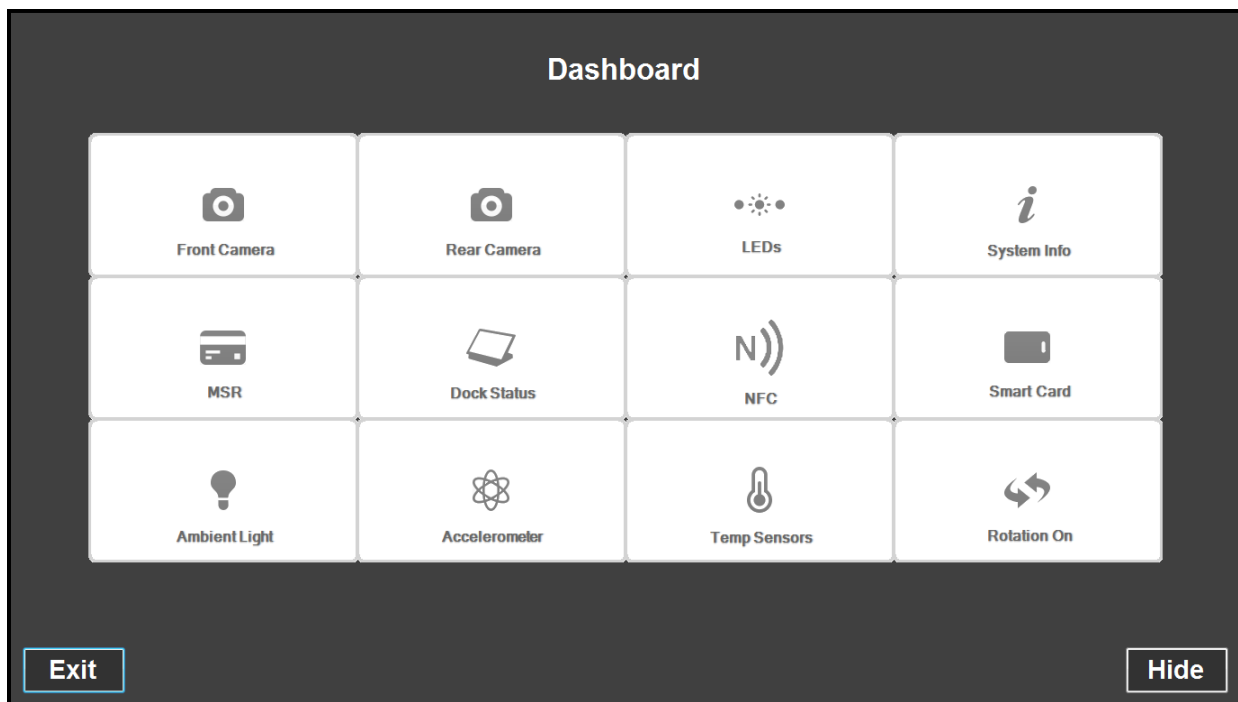 Dashboard
Front Camera
Rear Camera
LEDs
System Info
MSR
Dock Status
N
NFC
Smart Card
Ambient Light
Accelerometer
Temp Sensors
Rotation On
Exit
Hide